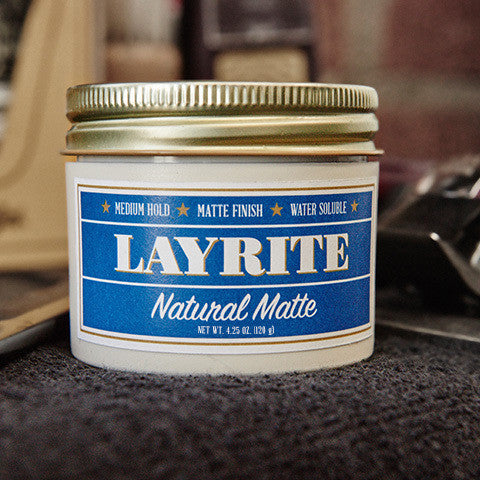 ★ MEDIUM HOLD ★ MATTE FINISH ★ WATER SOLUBLE ★
LAYRITE
Natural Matte
NET WT. 4.25 OZ. (120 g)